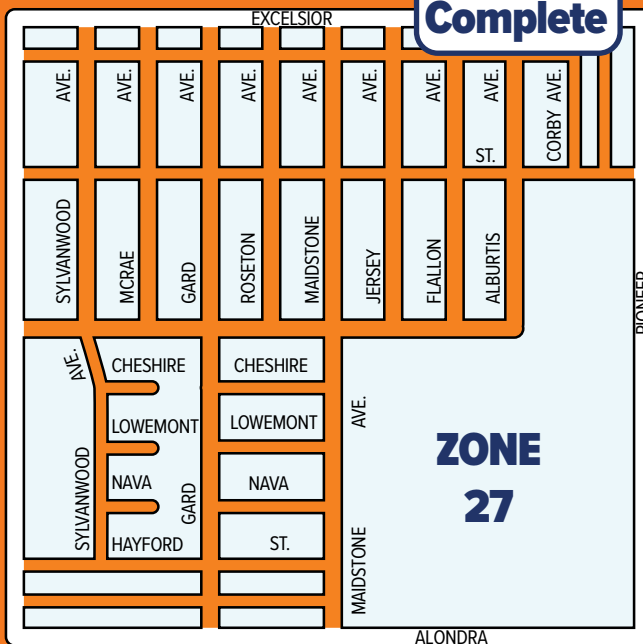 EXCELSIOR
Complete
AVE. AVE. AVE. AVE. AVE. AVE. AVE. AVE. CORBY AVE.
ST.
SYLVANWOOD MCRAE GARD ROSETON MAIDSTONE JERSEY FLALLON ALBURTIS
PIONEER
AVE. CHESHIRE CHESHIRE
LOWEMONT LOWEMONT AVE.
ZONE
27
SYLVANWOOD NAVA GARD NAVA
HAYFORD ST. MAIDSTONE
ALONDRA